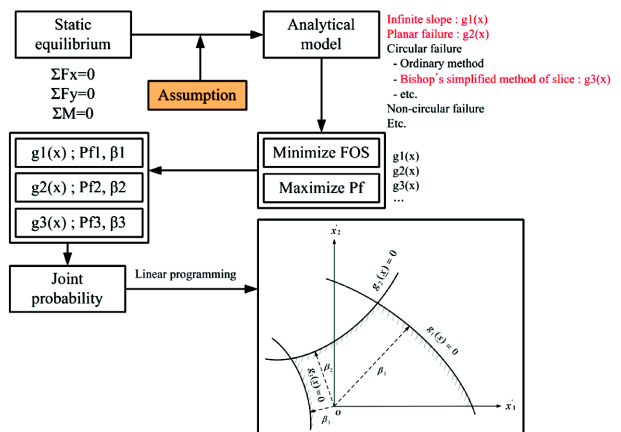 Static
equilibrium
Analytical
model
Infinite slope : g1(x)
Planar failure : g2(x)
Circular failure
- Ordinary method
- Bishop's simplified method of slice : g3(x)
- etc.
Non-circular failure
Etc.
ΣFx=0
ΣFy=0
ΣM=0
Assumption
g1(x) ; Pf1, β1
g2(x) ; Pf2, β2
g3(x) ; Pf3, β3
Minimize FOS
Maximize Pf
g1(x)
g2(x)
g3(x)
...
Joint
probability
Linear programming
x'2
g2(x)=0
g1(x)=0
g3(x)=0
β2
β1
β3
o
x'1